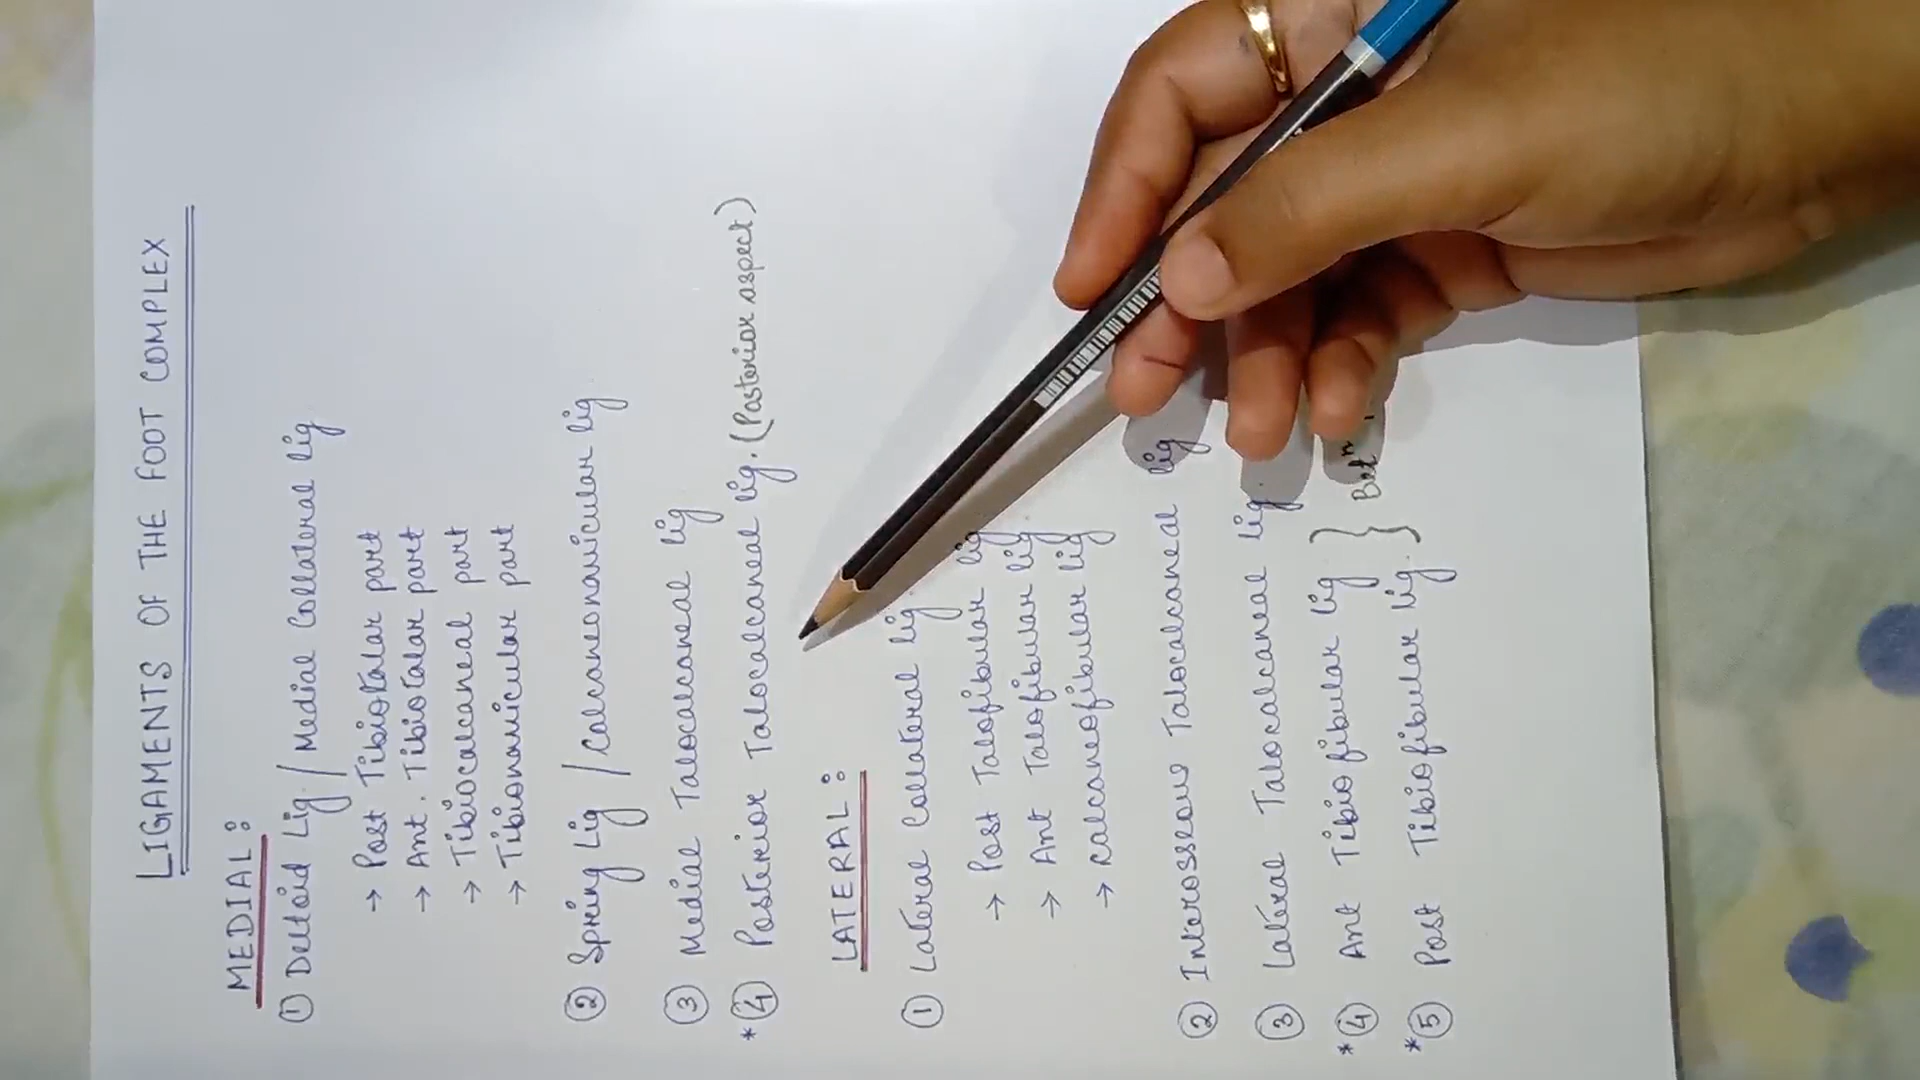 LIGAMENTS OF THE FOOT COMPLEX
MEDIAL :
① Deltoid Lig / Medial Collateral lig
→ Post Tibiotalar part
→ Ant. Tibiotalar part
→ Tibiocalcaneal part
→ Tibionavicular part
② Spring Lig / Calcaneonavicular lig
③ Medial Talocalcaneal lig
*④ Posterior Talocalcaneal lig. (Posterior aspect)
LATERAL :
① Lateral Collateral lig
→ Post Talofibular lig
→ Ant Talofibular lig
→ Calcaneofibular lig
② Interosseous Talocalcaneal lig
③ Lateral Talocalcaneal lig.
*④ Ant Tibiofibular lig } Betn
*⑤ Post Tibiofibular lig.